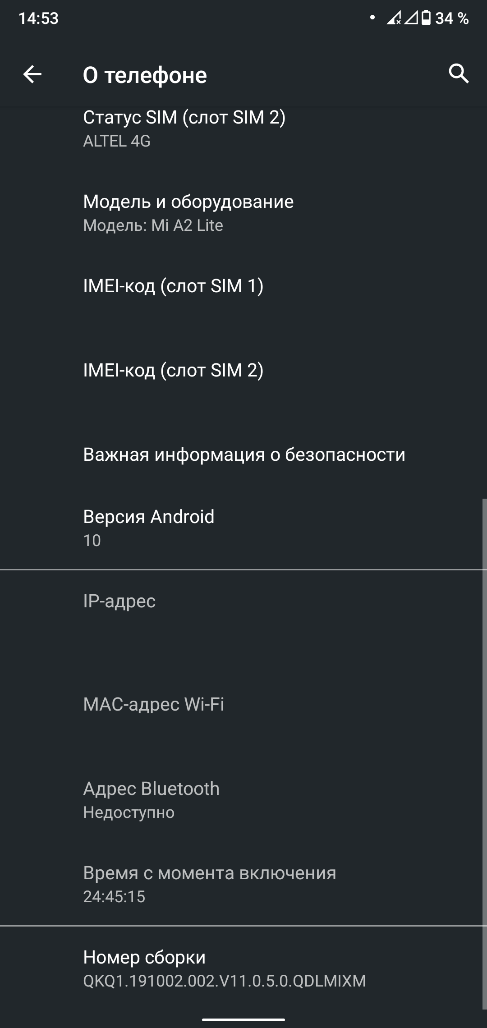 14:53
34 %
О телефоне
Статус SIM (слот SIM 2)
ALTEL 4G
Модель и оборудование
Модель: Mi A2 Lite
IMEI-код (слот SIM 1)
IMEI-код (слот SIM 2)
Важная информация о безопасности
Версия Android
10
IP-адрес
MAC-адрес Wi-Fi
Адрес Bluetooth
Недоступно
Время с момента включения
24:45:15
Номер сборки
QKQ1.191002.002.V11.0.5.0.QDLMIXM